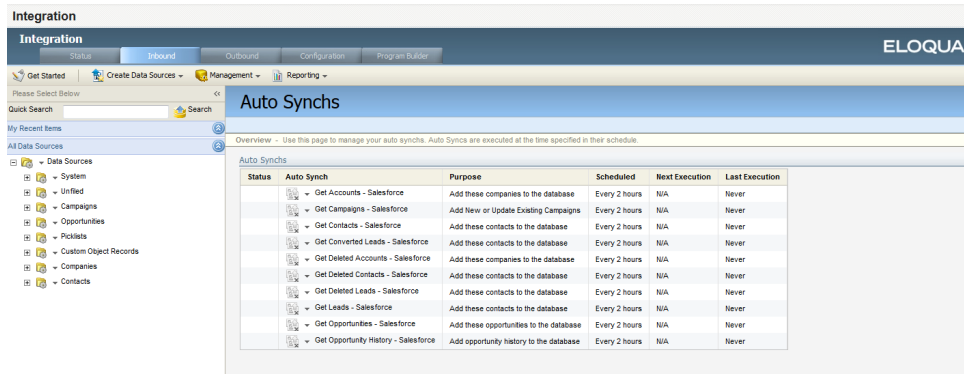 Integration
Integration
ELOQUA
Status Inbound Outbound Configuration Program Builder
Get Started Create Data Sources Management Reporting
Please Select Below
Quick Search Search
My Recent Items
All Data Sources
Data Sources
System
Unfiled
Campaigns
Opportunities
Picklists
Custom Object Records
Companies
Contacts
Auto Synchs
Overview - Use this page to manage your auto synchs. Auto Syncs are executed at the time specified in their schedule.
Auto Synchs
Status Auto Synch Purpose Scheduled Next Execution Last Execution
Get Accounts - Salesforce Add these companies to the database Every 2 hours N/A Never
Get Campaigns - Salesforce Add New or Update Existing Campaigns Every 2 hours N/A Never
Get Contacts - Salesforce Add these contacts to the database Every 2 hours N/A Never
Get Converted Leads - Salesforce Add these contacts to the database Every 2 hours N/A Never
Get Deleted Accounts - Salesforce Add these companies to the database Every 2 hours N/A Never
Get Deleted Contacts - Salesforce Add these contacts to the database Every 2 hours N/A Never
Get Deleted Leads - Salesforce Add these contacts to the database Every 2 hours N/A Never
Get Leads - Salesforce Add these contacts to the database Every 2 hours N/A Never
Get Opportunities - Salesforce Add these opportunities to the database Every 2 hours N/A Never
Get Opportunity History - Salesforce Add opportunity history to the database Every 2 hours N/A Never